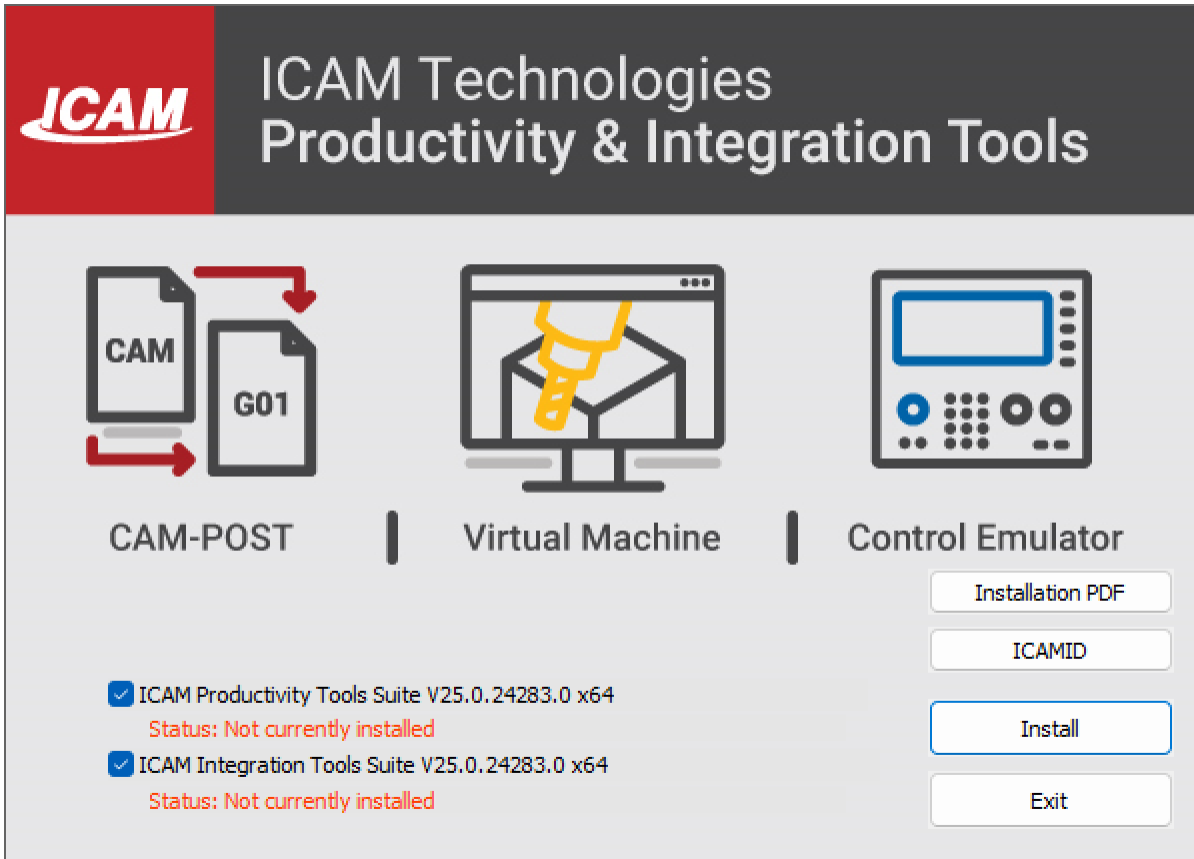 ICAM
ICAM Technologies
Productivity & Integration Tools
CAM
G01
CAM-POST
Virtual Machine
Control Emulator
Installation PDF
ICAMID
ICAM Productivity Tools Suite V25.0.24283.0 x64
Status: Not currently installed
Install
ICAM Integration Tools Suite V25.0.24283.0 x64
Status: Not currently installed
Exit